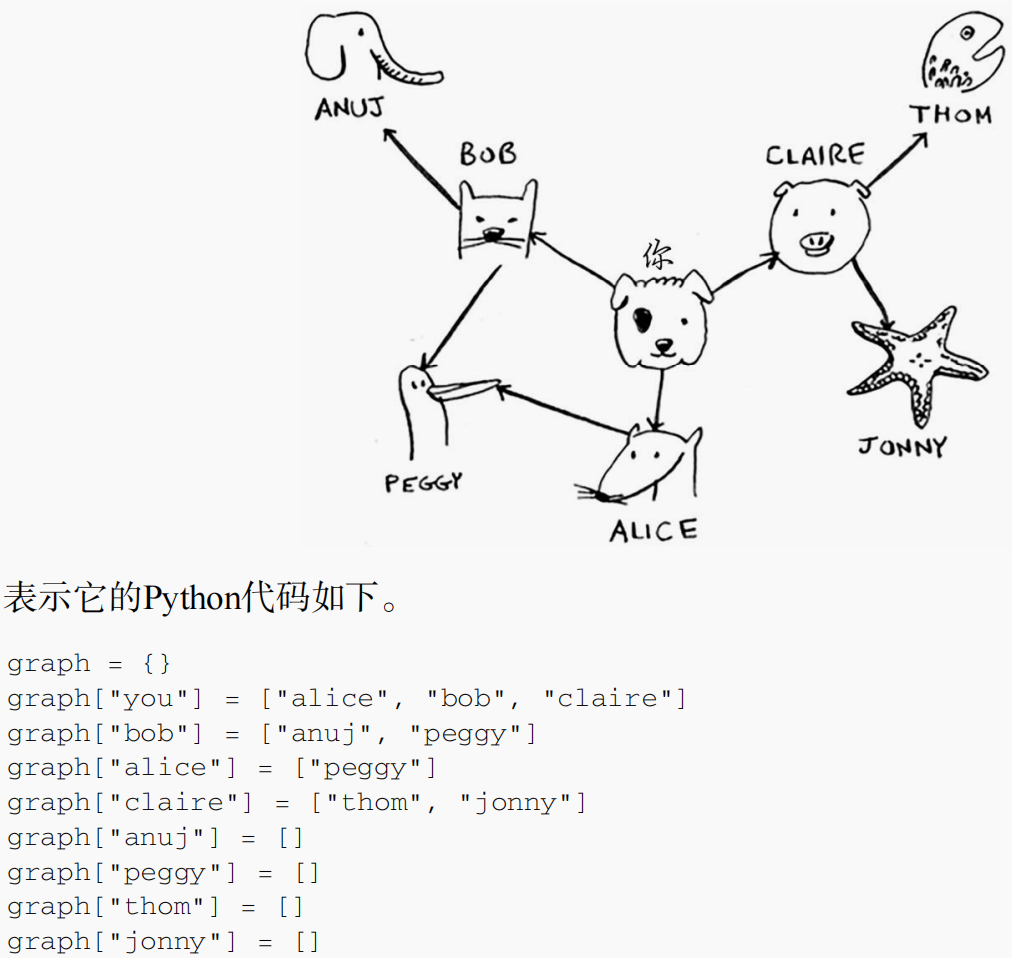 ANUJ
THOM
BOB
CLAIRE
你
JONNY
PEGGY
ALICE
表示它的Python代码如下。
graph = {}
graph["you"] = ["alice", "bob", "claire"]
graph["bob"] = ["anuj", "peggy"]
graph["alice"] = ["peggy"]
graph["claire"] = ["thom", "jonny"]
graph["anuj"] = []
graph["peggy"] = []
graph["thom"] = []
graph["jonny"] = []